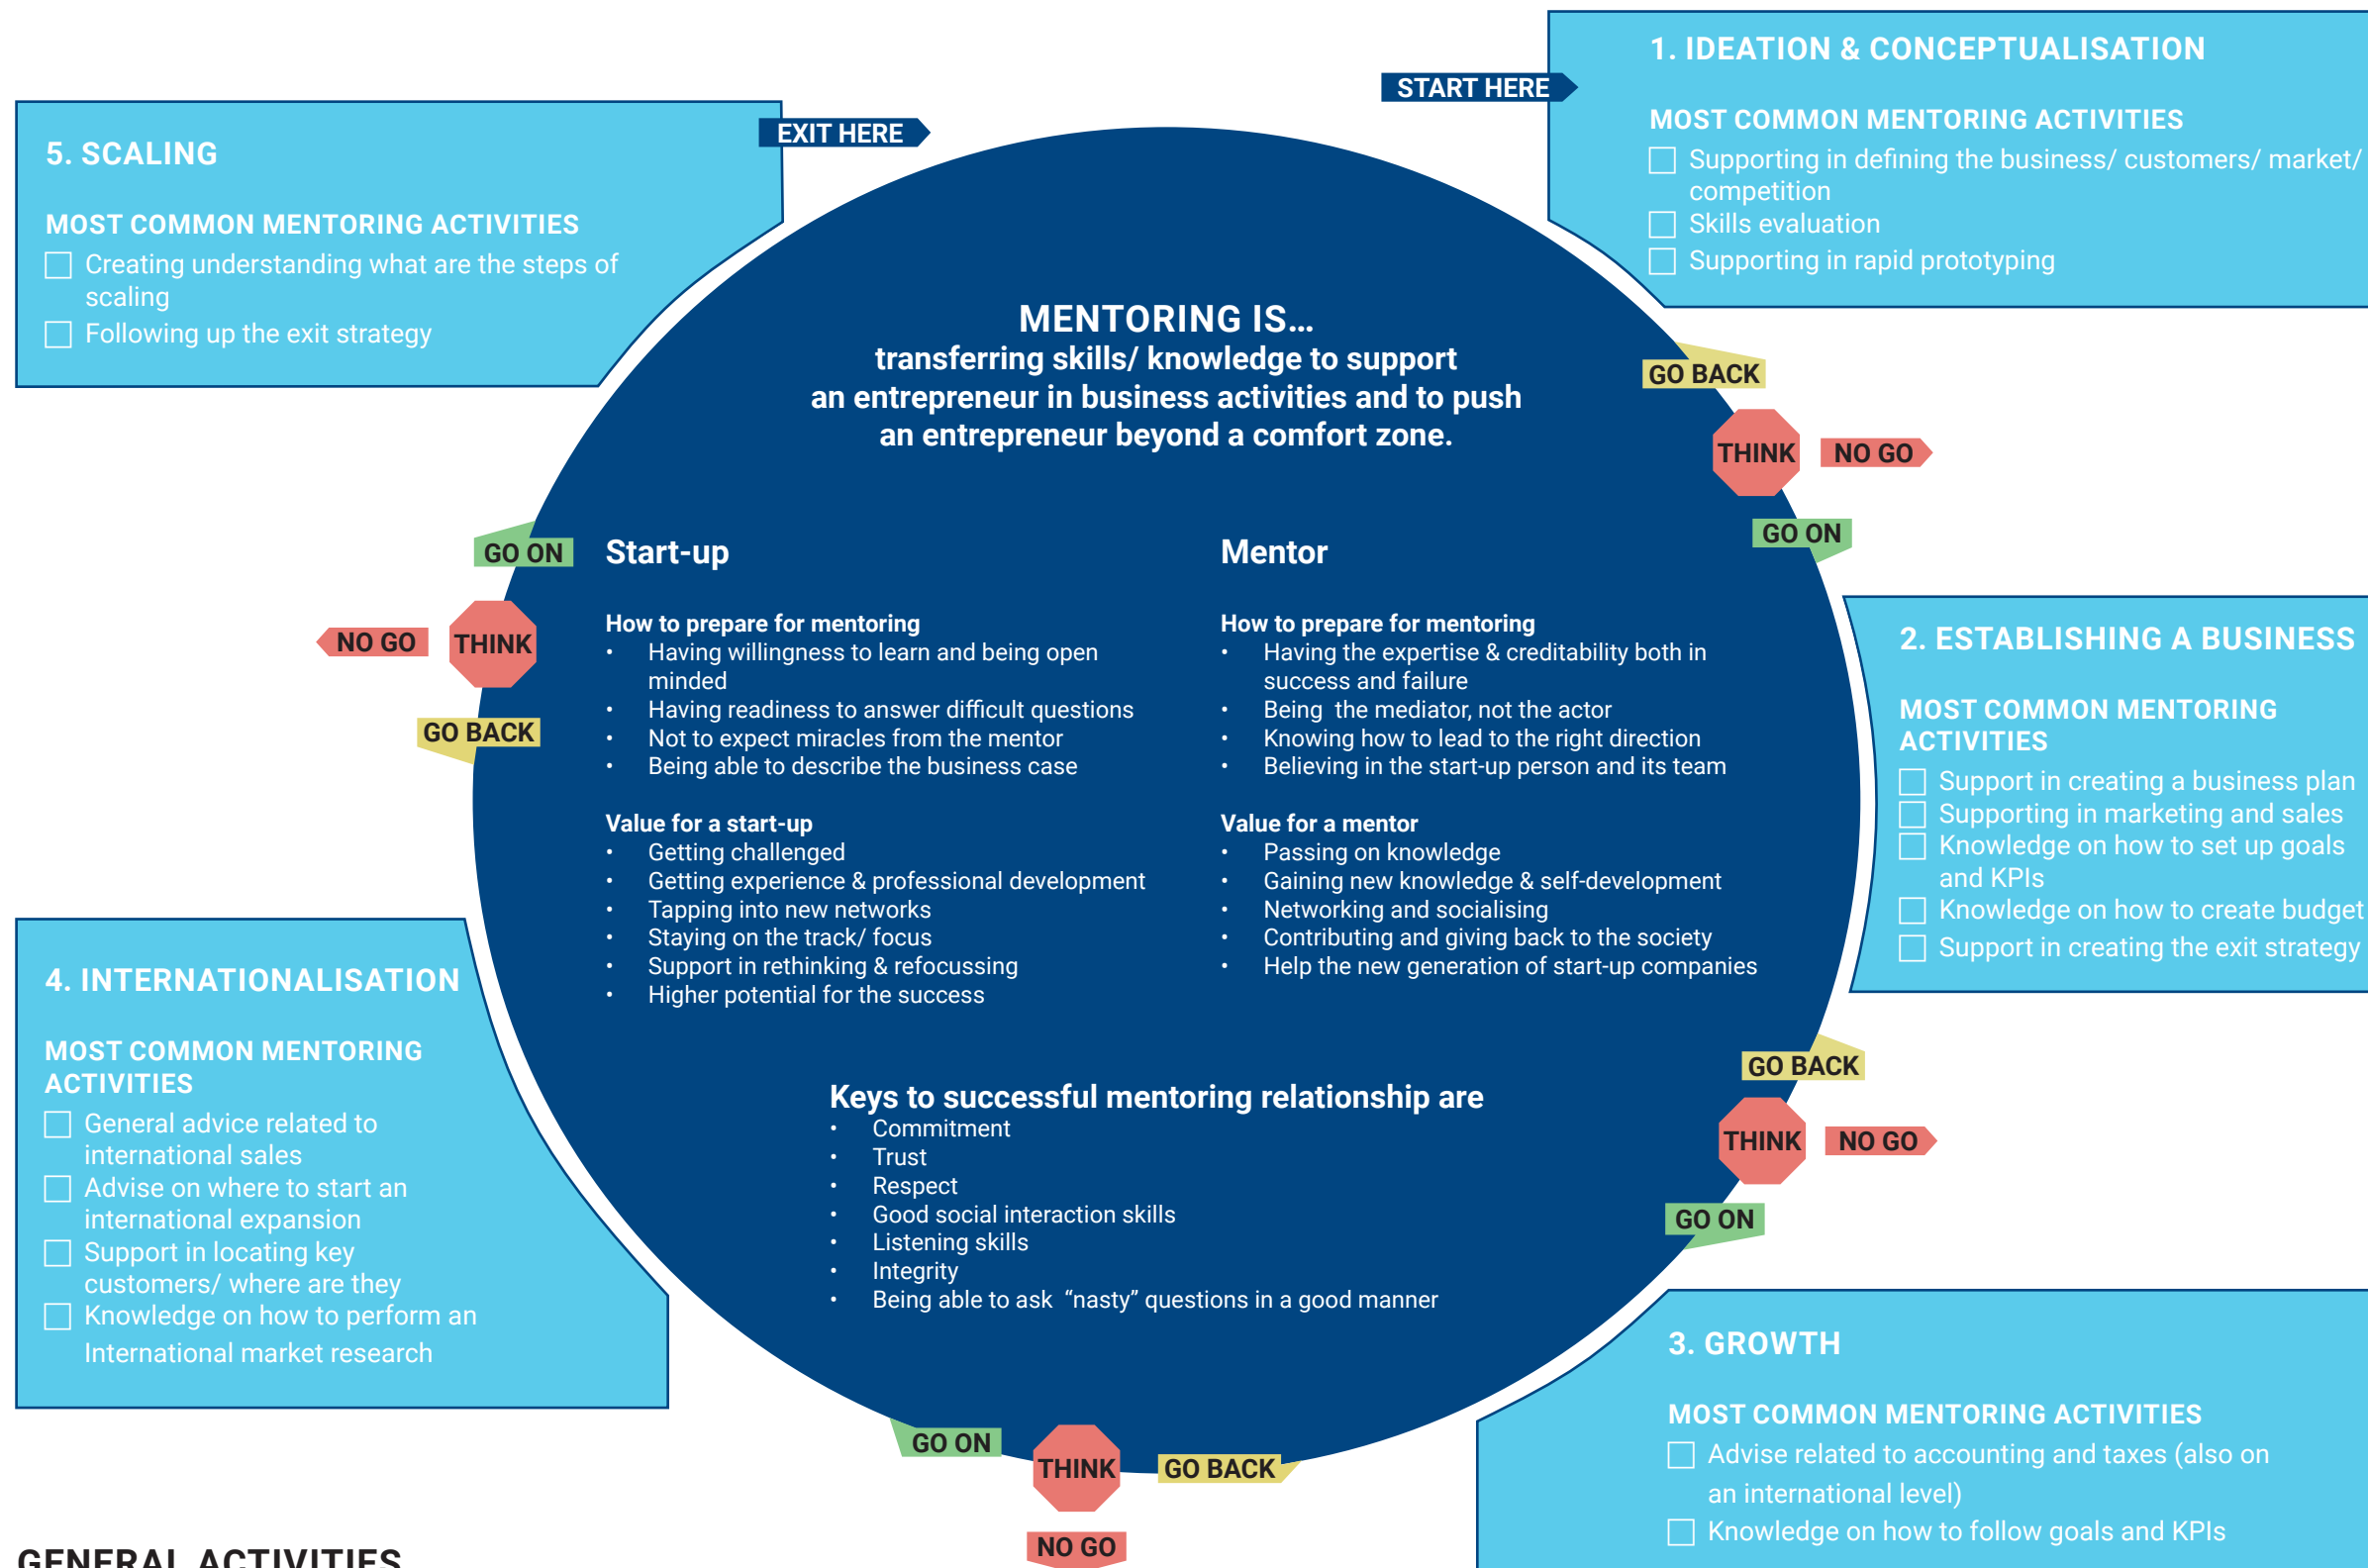 START HERE
1. IDEATION & CONCEPTUALISATION
MOST COMMON MENTORING ACTIVITIES
Supporting in defining the business/ customers/ market/
competition
Skills evaluation
Supporting in rapid prototyping
GO BACK
THINK
NO GO
GO ON
2. ESTABLISHING A BUSINESS
MOST COMMON MENTORING
ACTIVITIES
Support in creating a business plan
Supporting in marketing and sales
Knowledge on how to set up goals
and KPIs
Knowledge on how to create budget
Support in creating the exit strategy
GO BACK
THINK
NO GO
GO ON
3. GROWTH
MOST COMMON MENTORING ACTIVITIES
Advise related to accounting and taxes (also on
an international level)
Knowledge on how to follow goals and KPIs
GO BACK
THINK
NO GO
GO ON
4. INTERNATIONALISATION
MOST COMMON MENTORING
ACTIVITIES
General advice related to
international sales
Advise on where to start an
international expansion
Support in locating key
customers/ where are they
Knowledge on how to perform an
International market research
GO BACK
THINK
NO GO
GO ON
5. SCALING
MOST COMMON MENTORING ACTIVITIES
Creating understanding what are the steps of
scaling
Following up the exit strategy
EXIT HERE
MENTORING IS...
transferring skills/ knowledge to support
an entrepreneur in business activities and to push
an entrepreneur beyond a comfort zone.
Start-up
How to prepare for mentoring
• Having willingness to learn and being open
minded
• Having readiness to answer difficult questions
• Not to expect miracles from the mentor
• Being able to describe the business case
Value for a start-up
• Getting challenged
• Getting experience & professional development
• Tapping into new networks
• Staying on the track/ focus
• Support in rethinking & refocussing
• Higher potential for the success
Mentor
How to prepare for mentoring
• Having the expertise & creditability both in
success and failure
• Being the mediator, not the actor
• Knowing how to lead to the right direction
• Believing in the start-up person and its team
Value for a mentor
• Passing on knowledge
• Gaining new knowledge & self-development
• Networking and socialising
• Contributing and giving back to the society
• Help the new generation of start-up companies
Keys to successful mentoring relationship are
• Commitment
• Trust
• Respect
• Good social interaction skills
• Listening skills
• Integrity
• Being able to ask “nasty” questions in a good manner
GENERAL ACTIVITIES